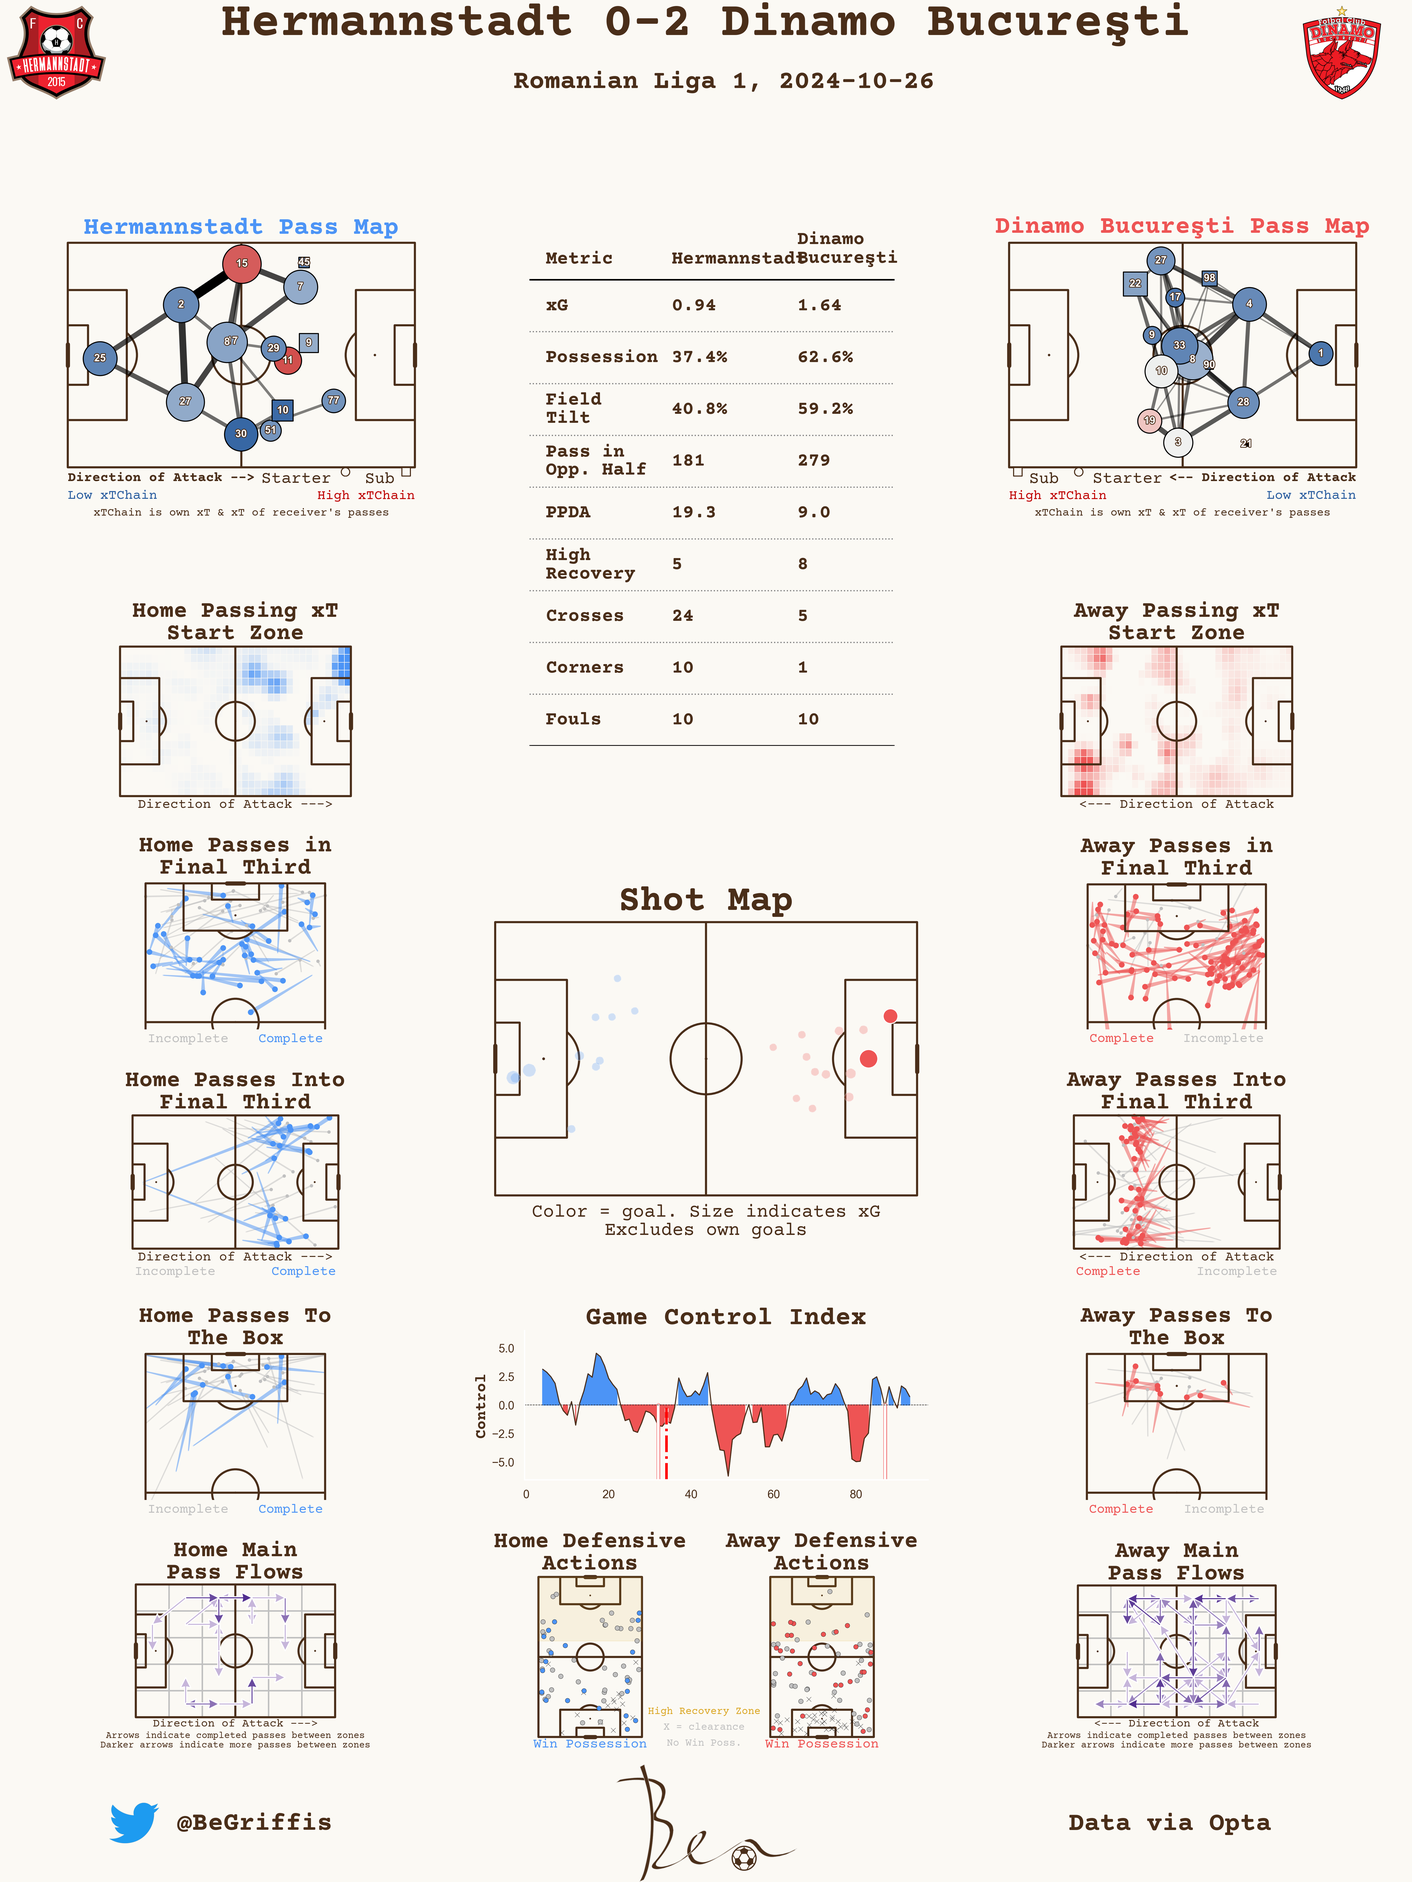 Hermannstadt 0-2 Dinamo Bucureşti
Romanian Liga 1, 2024-10-26
F C
HERMANNSTADT
2015
Fotbal Club
DINAMO
BUCUREȘTI
1948
Hermannstadt Pass Map
15
45
7
2
8
7
29
9
11
25
27
10
77
30
51
Direction of Attack --> Starter Sub
Low xTChain High xTChain
xTChain is own xT & xT of receiver's passes
Metric Hermannstadt Dinamo Bucureşti
xG 0.94 1.64
Possession 37.4% 62.6%
Field Tilt 40.8% 59.2%
Pass in Opp. Half 181 279
PPDA 19.3 9.0
High Recovery 5 8
Crosses 24 5
Corners 10 1
Fouls 10 10
Dinamo Bucureşti Pass Map
27
22
98
17
4
9
33
8
90
1
10
28
19
3
21
Sub Starter <-- Direction of Attack
High xTChain Low xTChain
xTChain is own xT & xT of receiver's passes
Home Passing xT
Start Zone
Direction of Attack --->
Away Passing xT
Start Zone
<--- Direction of Attack
Home Passes in
Final Third
Incomplete Complete
Away Passes in
Final Third
Complete Incomplete
Shot Map
Color = goal. Size indicates xG
Excludes own goals
Home Passes Into
Final Third
Direction of Attack --->
Incomplete Complete
Away Passes Into
Final Third
<--- Direction of Attack
Complete Incomplete
Home Passes To
The Box
Incomplete Complete
Game Control Index
Control
5.0
2.5
0.0
−2.5
−5.0
0 20 40 60 80
Away Passes To
The Box
Complete Incomplete
Home Main
Pass Flows
Direction of Attack --->
Arrows indicate completed passes between zones
Darker arrows indicate more passes between zones
Home Defensive
Actions
Win Possession
High Recovery Zone
X = clearance
No Win Poss.
Away Defensive
Actions
Win Possession
Away Main
Pass Flows
<--- Direction of Attack
Arrows indicate completed passes between zones
Darker arrows indicate more passes between zones
@BeGriffis
Ben
Data via Opta